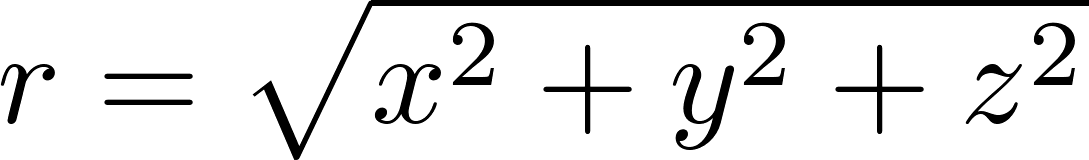 r = √x² + y² + z²